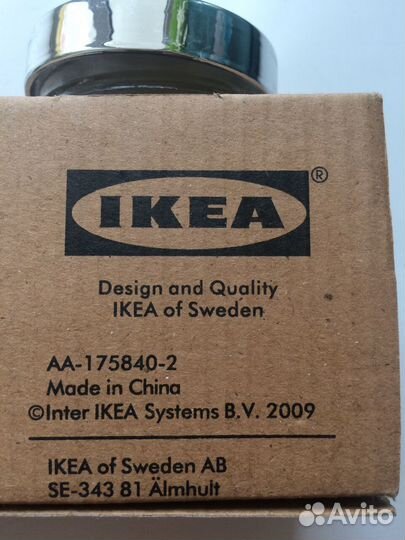 IKEA®
Design and Quality
IKEA of Sweden
AA-175840-2
Made in China
©Inter IKEA Systems B.V. 2009
IKEA of Sweden AB
SE-343 81 Älmhult
Avito